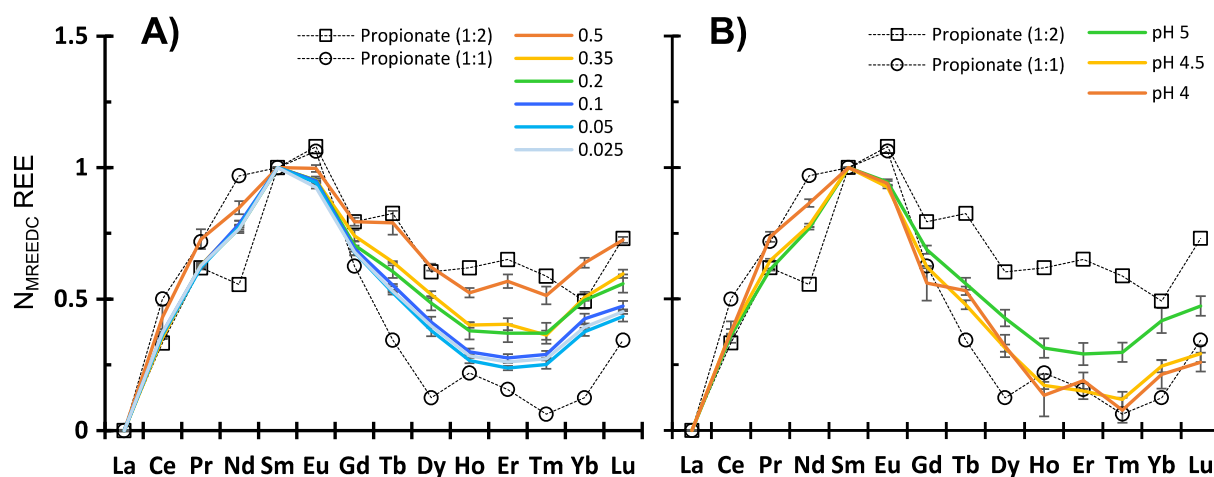 A)
Propionate (1:2)
Propionate (1:1)
0.5
0.35
0.2
0.1
0.05
0.025
1.5
1
0.5
0
N_MREEDC REE
La Ce Pr Nd Sm Eu Gd Tb Dy Ho Er Tm Yb Lu
B)
Propionate (1:2)
Propionate (1:1)
pH 5
pH 4.5
pH 4
La Ce Pr Nd Sm Eu Gd Tb Dy Ho Er Tm Yb Lu